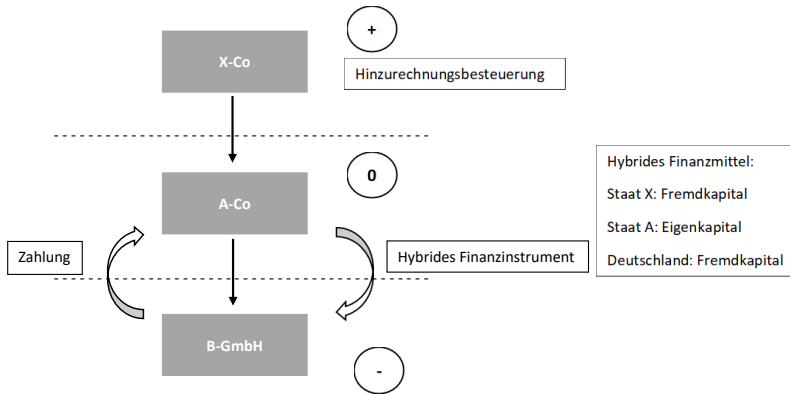 +
X-Co
Hinzurechnungsbesteuerung
0
A-Co
Hybrides Finanzmittel:
Staat X: Fremdkapital
Staat A: Eigenkapital
Deutschland: Fremdkapital
Zahlung
Hybrides Finanzinstrument
B-GmbH
-